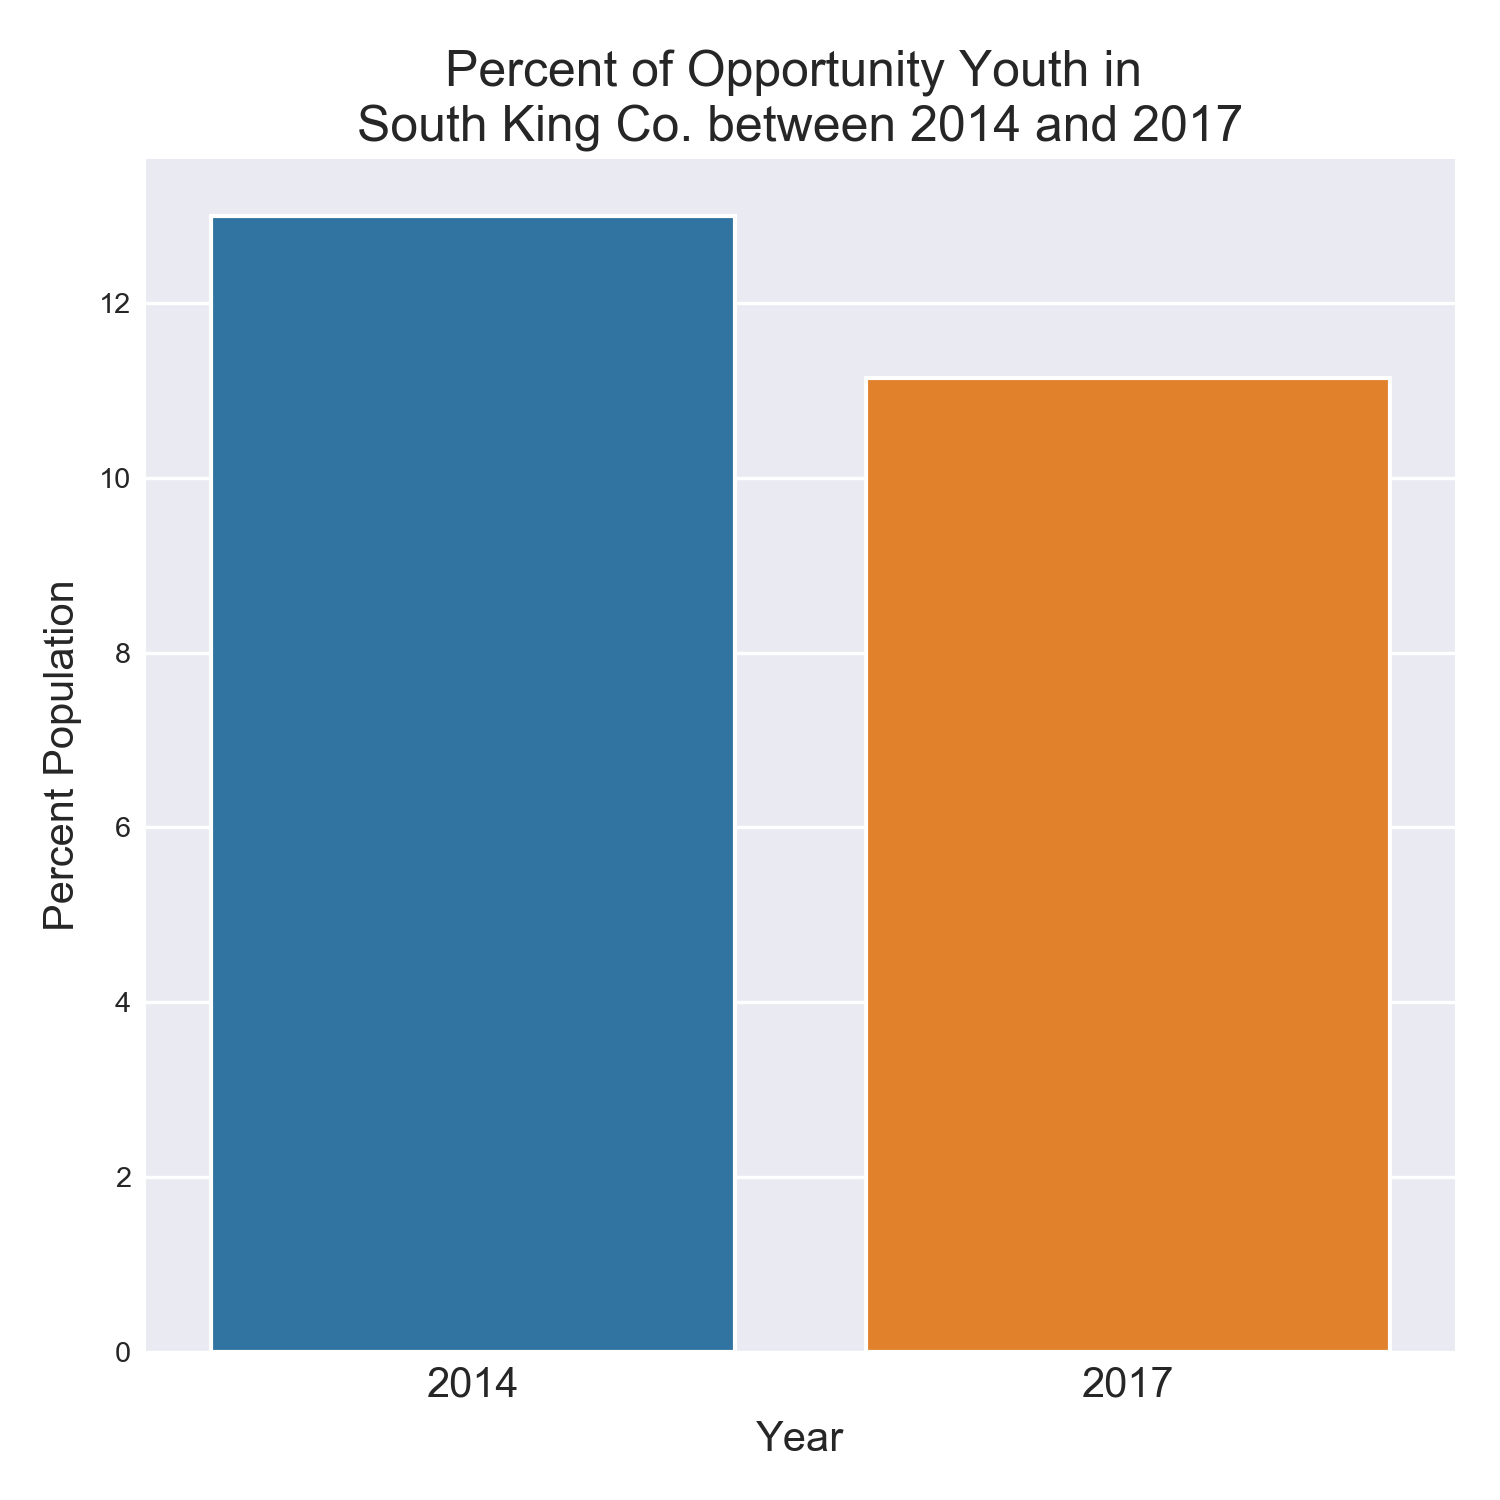 Percent of Opportunity Youth in
South King Co. between 2014 and 2017
12
10
8
6
4
2
0
Percent Population
2014
2017
Year